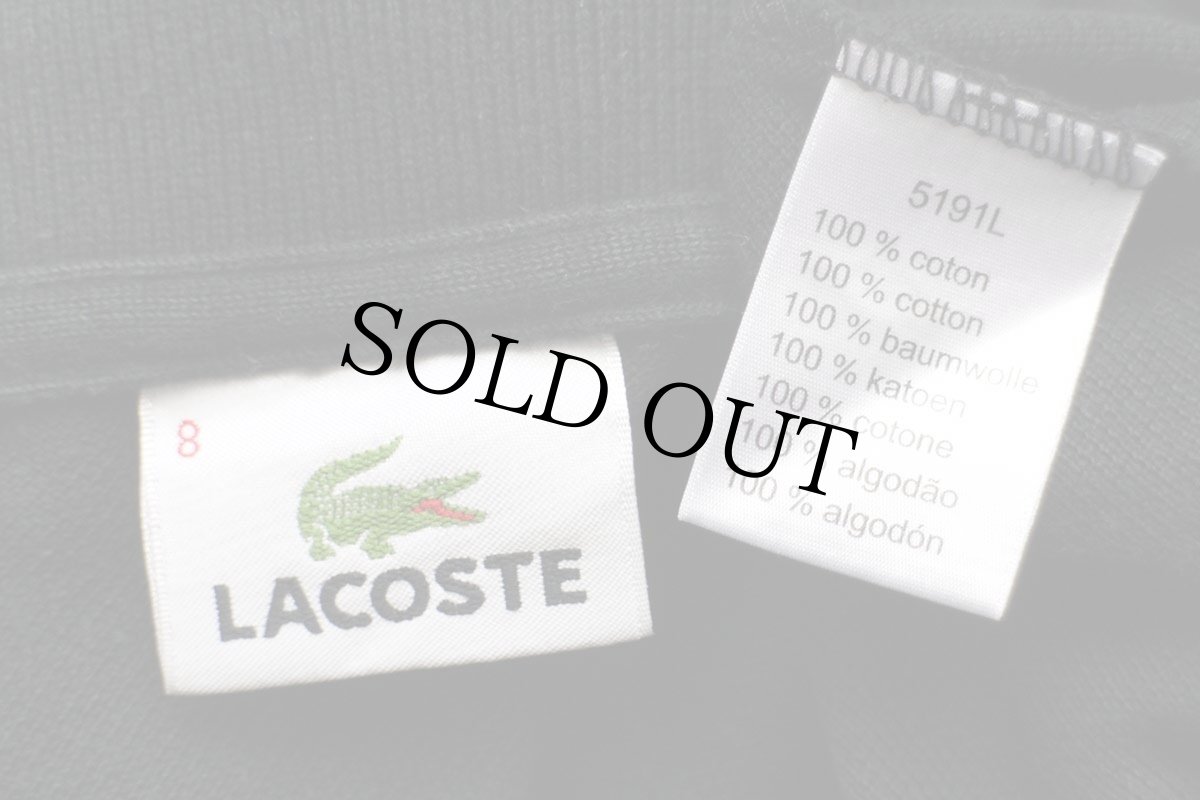 8
LACOSTE
SOLD OUT
5191L
100 % coton
100 % cotton
100 % baumwolle
100 % katoen
100 % cotone
100 % algodão
100 % algodón